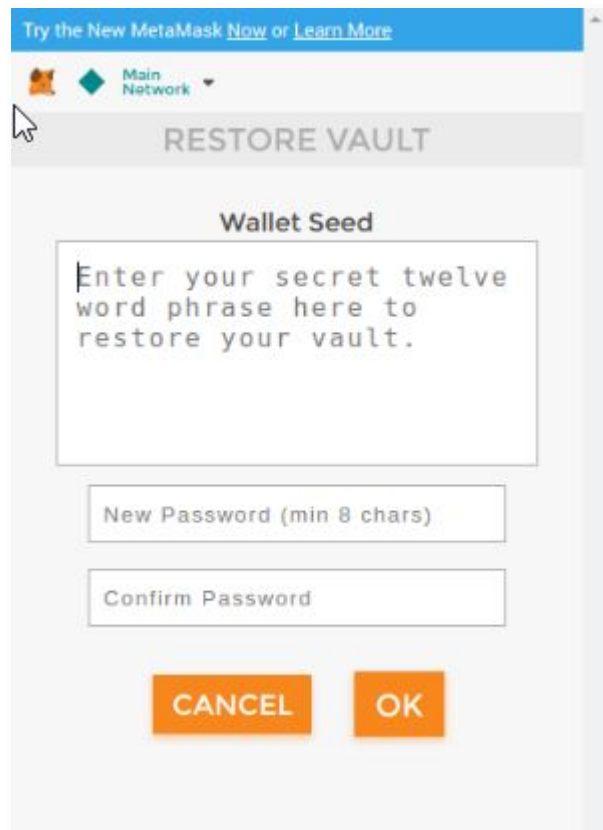 Try the New MetaMask Now or Learn More
Main
Network
RESTORE VAULT
Wallet Seed
Enter your secret twelve
word phrase here to
restore your vault.
New Password (min 8 chars)
Confirm Password
CANCEL OK